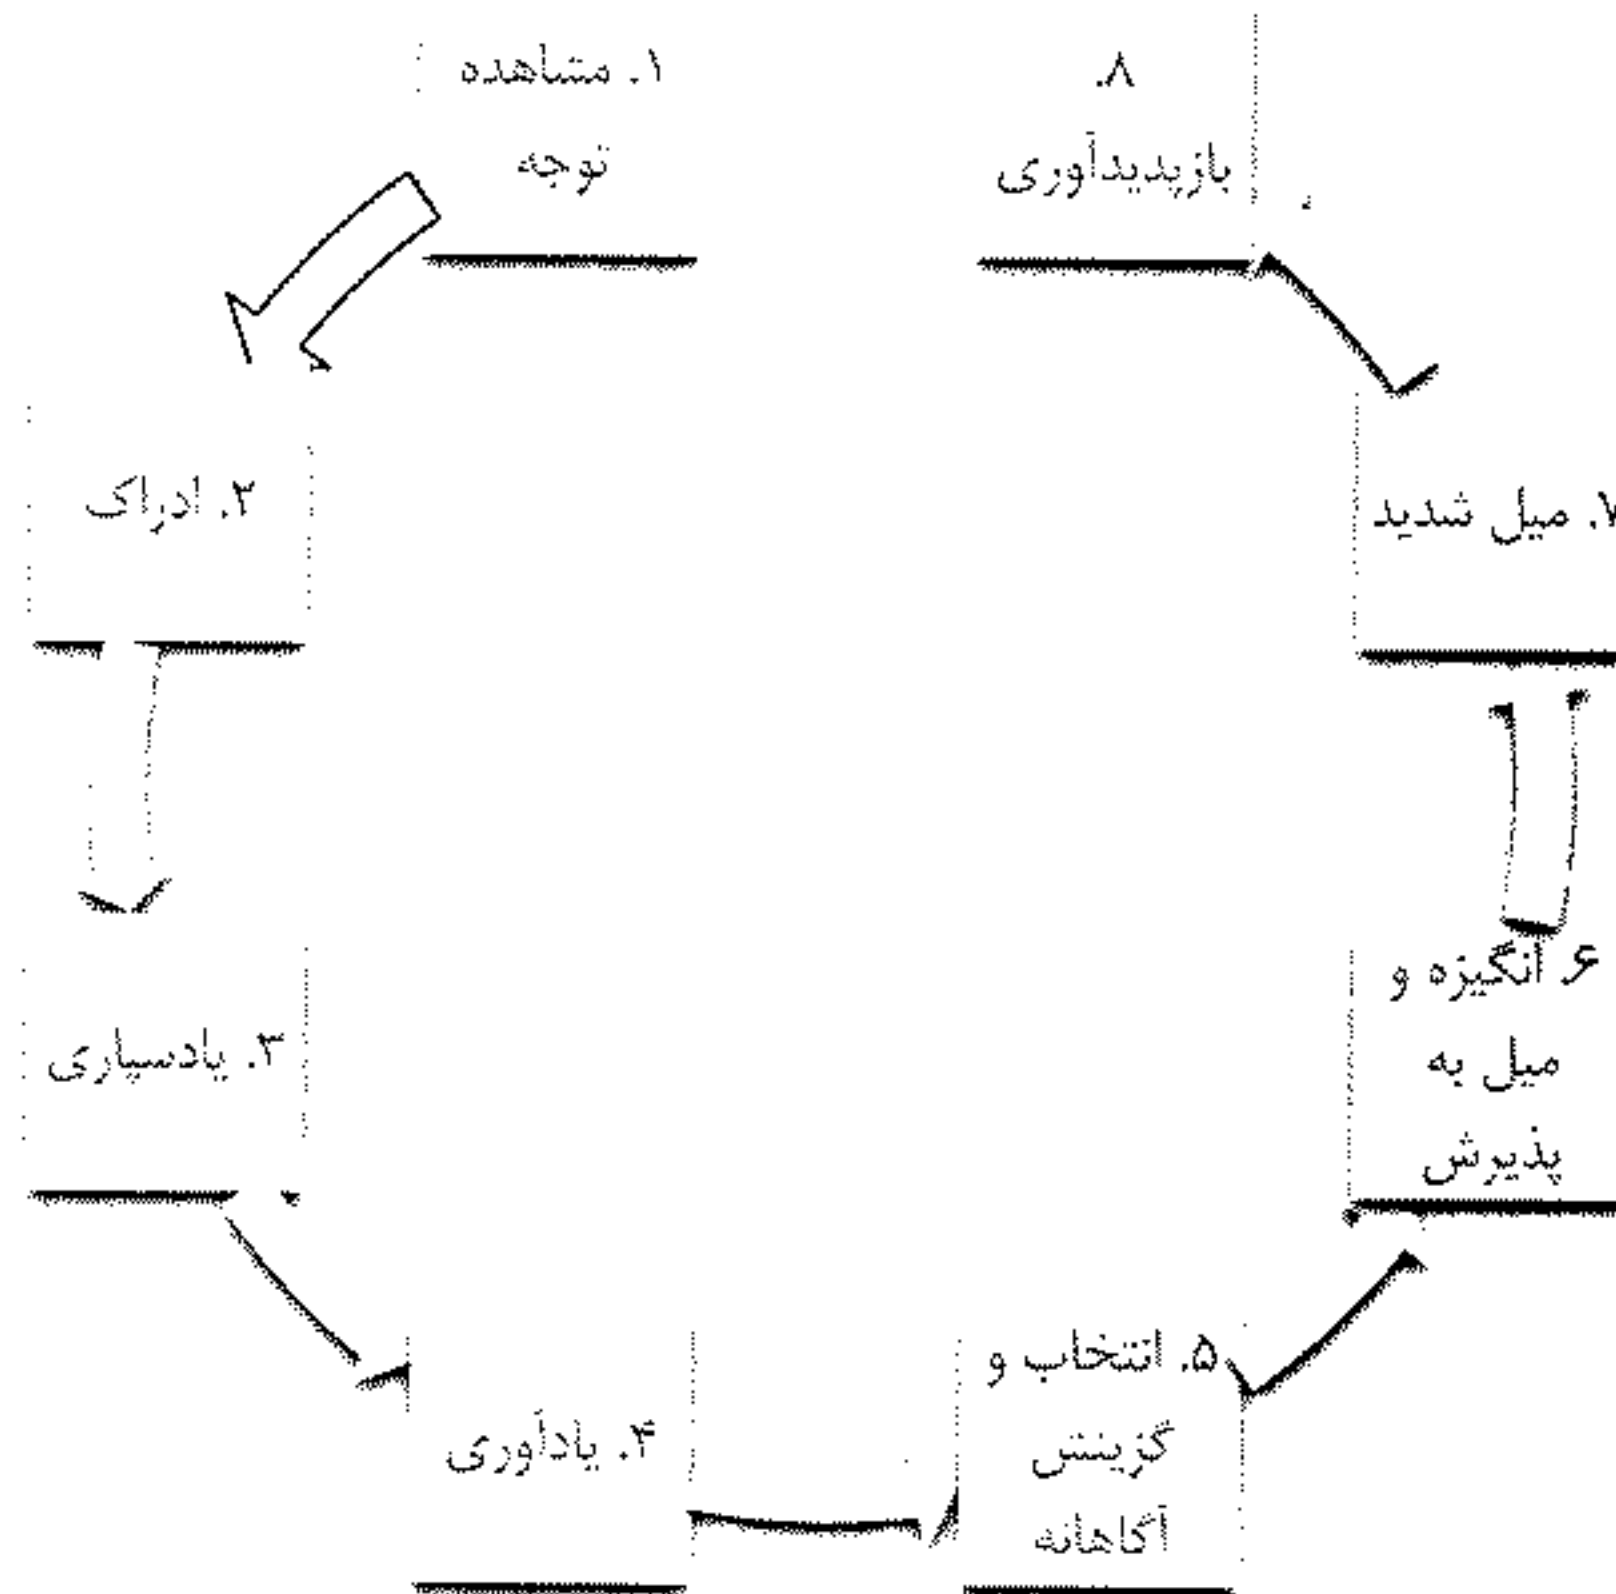 ۱. مشاهده
توجه
۲. ادراک
۳. یادسپاری
۴. یادآوری
۵. انتخاب و
گزینش
آگاهانه
۶ انگیزه و
میل به
پذیرش
۷. میل شدید
۸.
بازپدیدآوری